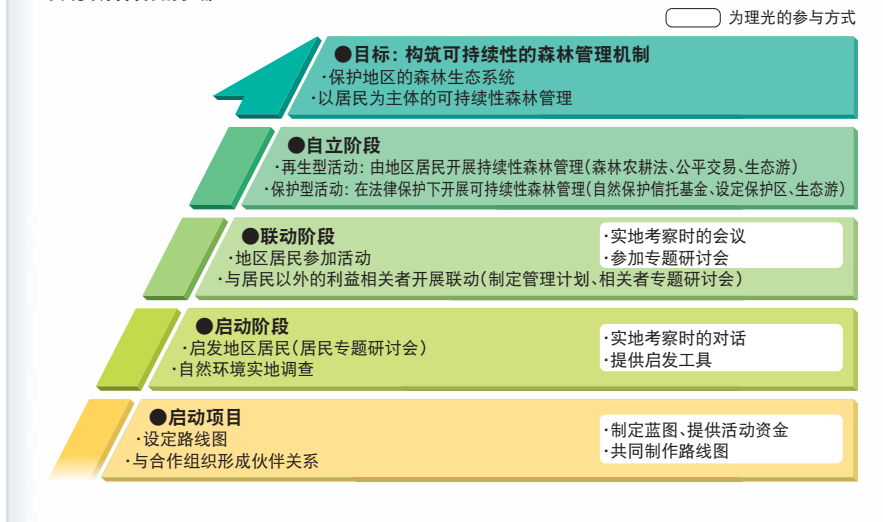 为理光的参与方式
●目标：构筑可持续性的森林管理机制
·保护地区的森林生态系统
·以居民为主体的可持续性森林管理
●自立阶段
·再生型活动：由地区居民开展持续性森林管理（森林农耕法、公平交易、生态游）
·保护型活动：在法律保护下开展可持续性森林管理（自然保护信托基金、设定保护区、生态游）
●联动阶段
·地区居民参加活动
·与居民以外的利益相关者开展联动（制定管理计划、相关者专题研讨会）
·实地考察时的会议
·参加专题研讨会
●启动阶段
·启发地区居民（居民专题研讨会）
·自然环境实地调查
·实地考察时的对话
·提供启发工具
●启动项目
·设定路线图
·与合作组织形成伙伴关系
·制定蓝图、提供活动资金
·共同制作路线图